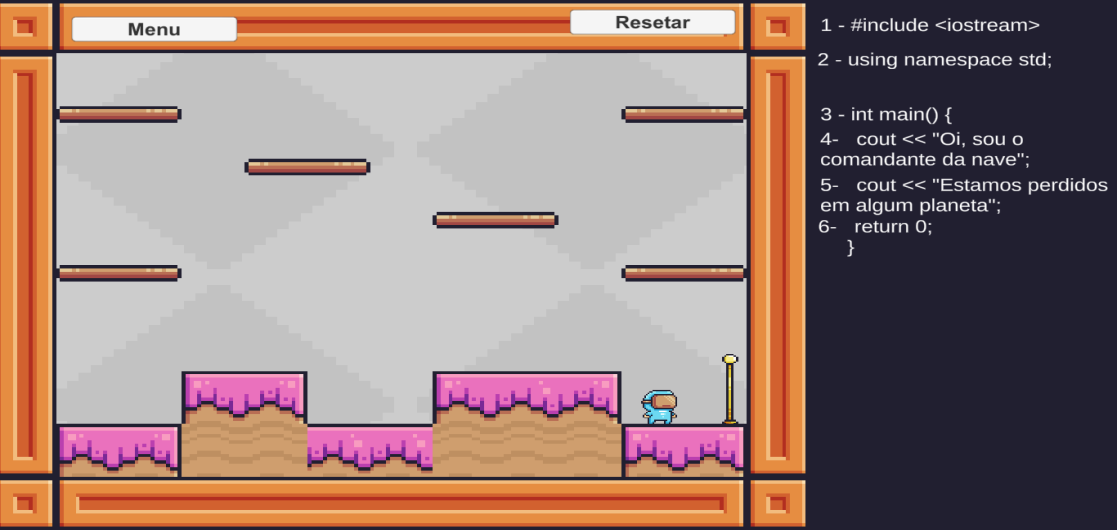 Menu
Resetar
1 - #include <iostream>
2 - using namespace std;
3 - int main() {
4-   cout << "Oi, sou o
comandante da nave";
5-   cout << "Estamos perdidos
em algum planeta";
6-   return 0;
}